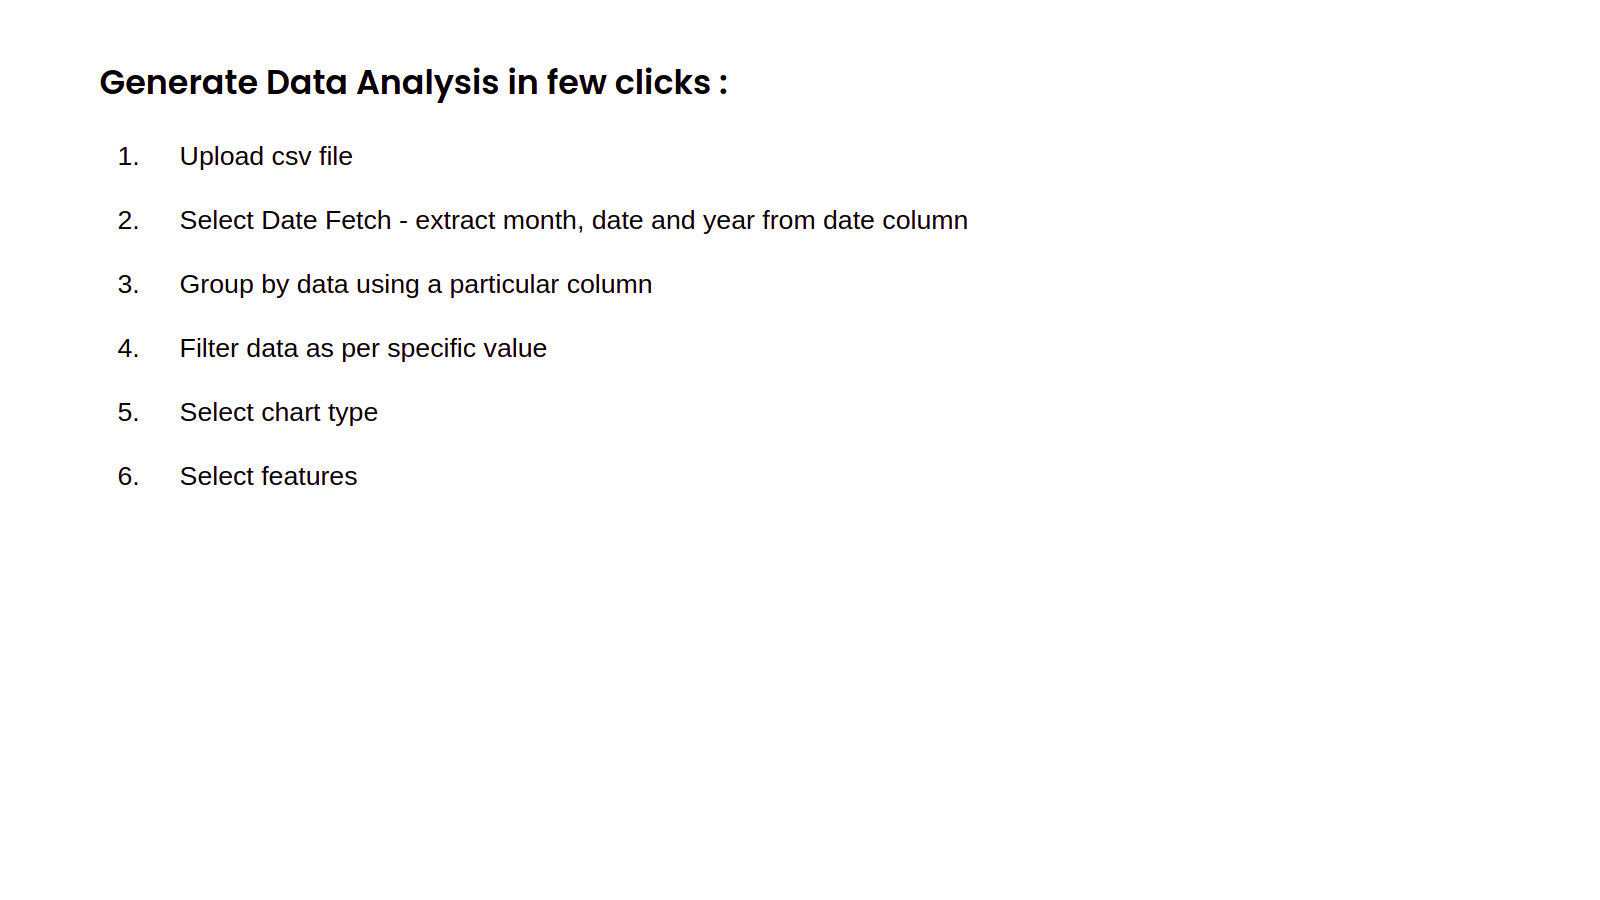 Generate Data Analysis in few clicks :
1. Upload csv file
2. Select Date Fetch - extract month, date and year from date column
3. Group by data using a particular column
4. Filter data as per specific value
5. Select chart type
6. Select features